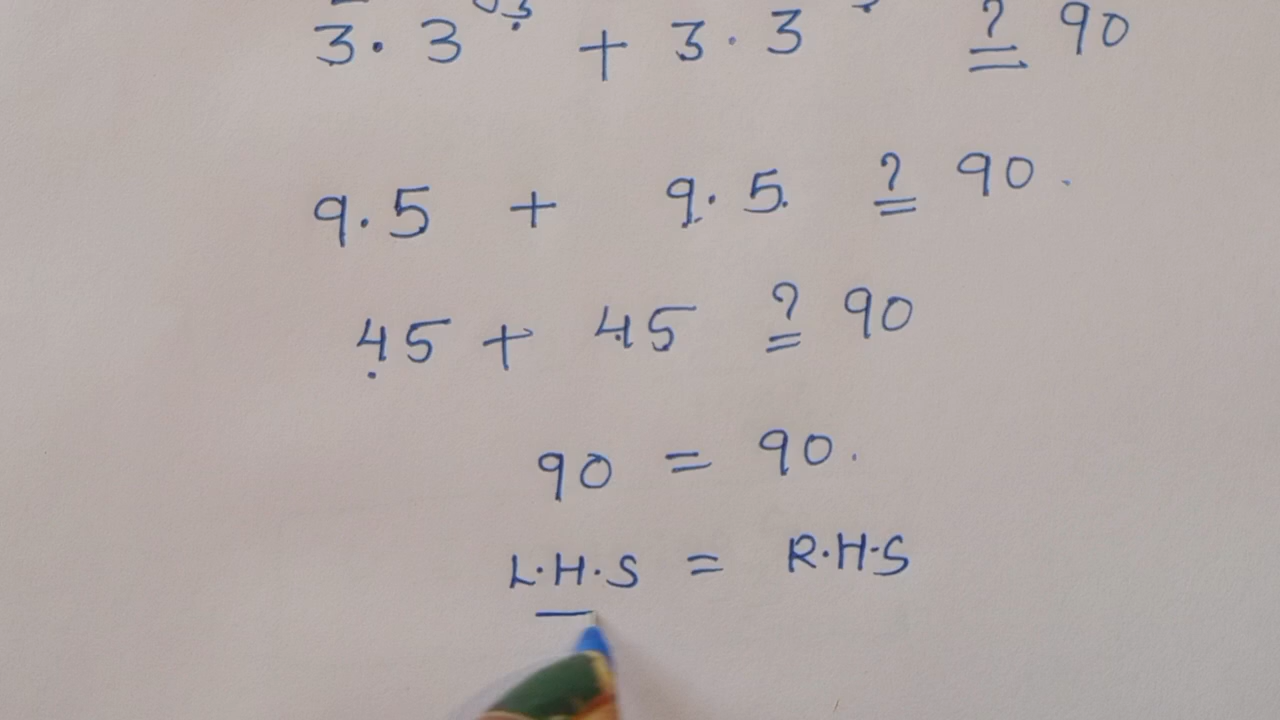 3·3 + 3·3 ≟ 90
9·5 + 9·5 ≟ 90.
45 + 45 ≟ 90
90 = 90.
L·H·S = R·H·S